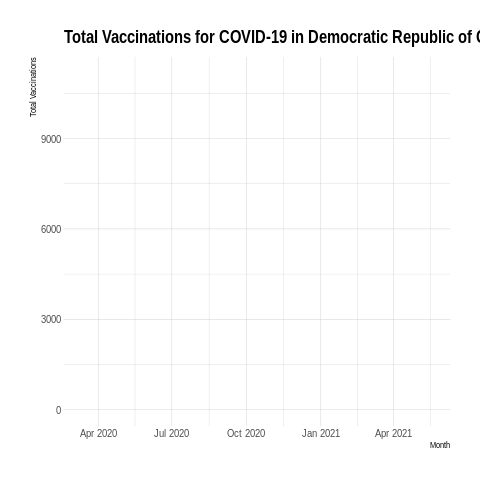 Total Vaccinations for COVID-19 in Democratic Republic of
Total Vaccinations
9000
6000
3000
0
Apr 2020 Jul 2020 Oct 2020 Jan 2021 Apr 2021
Month